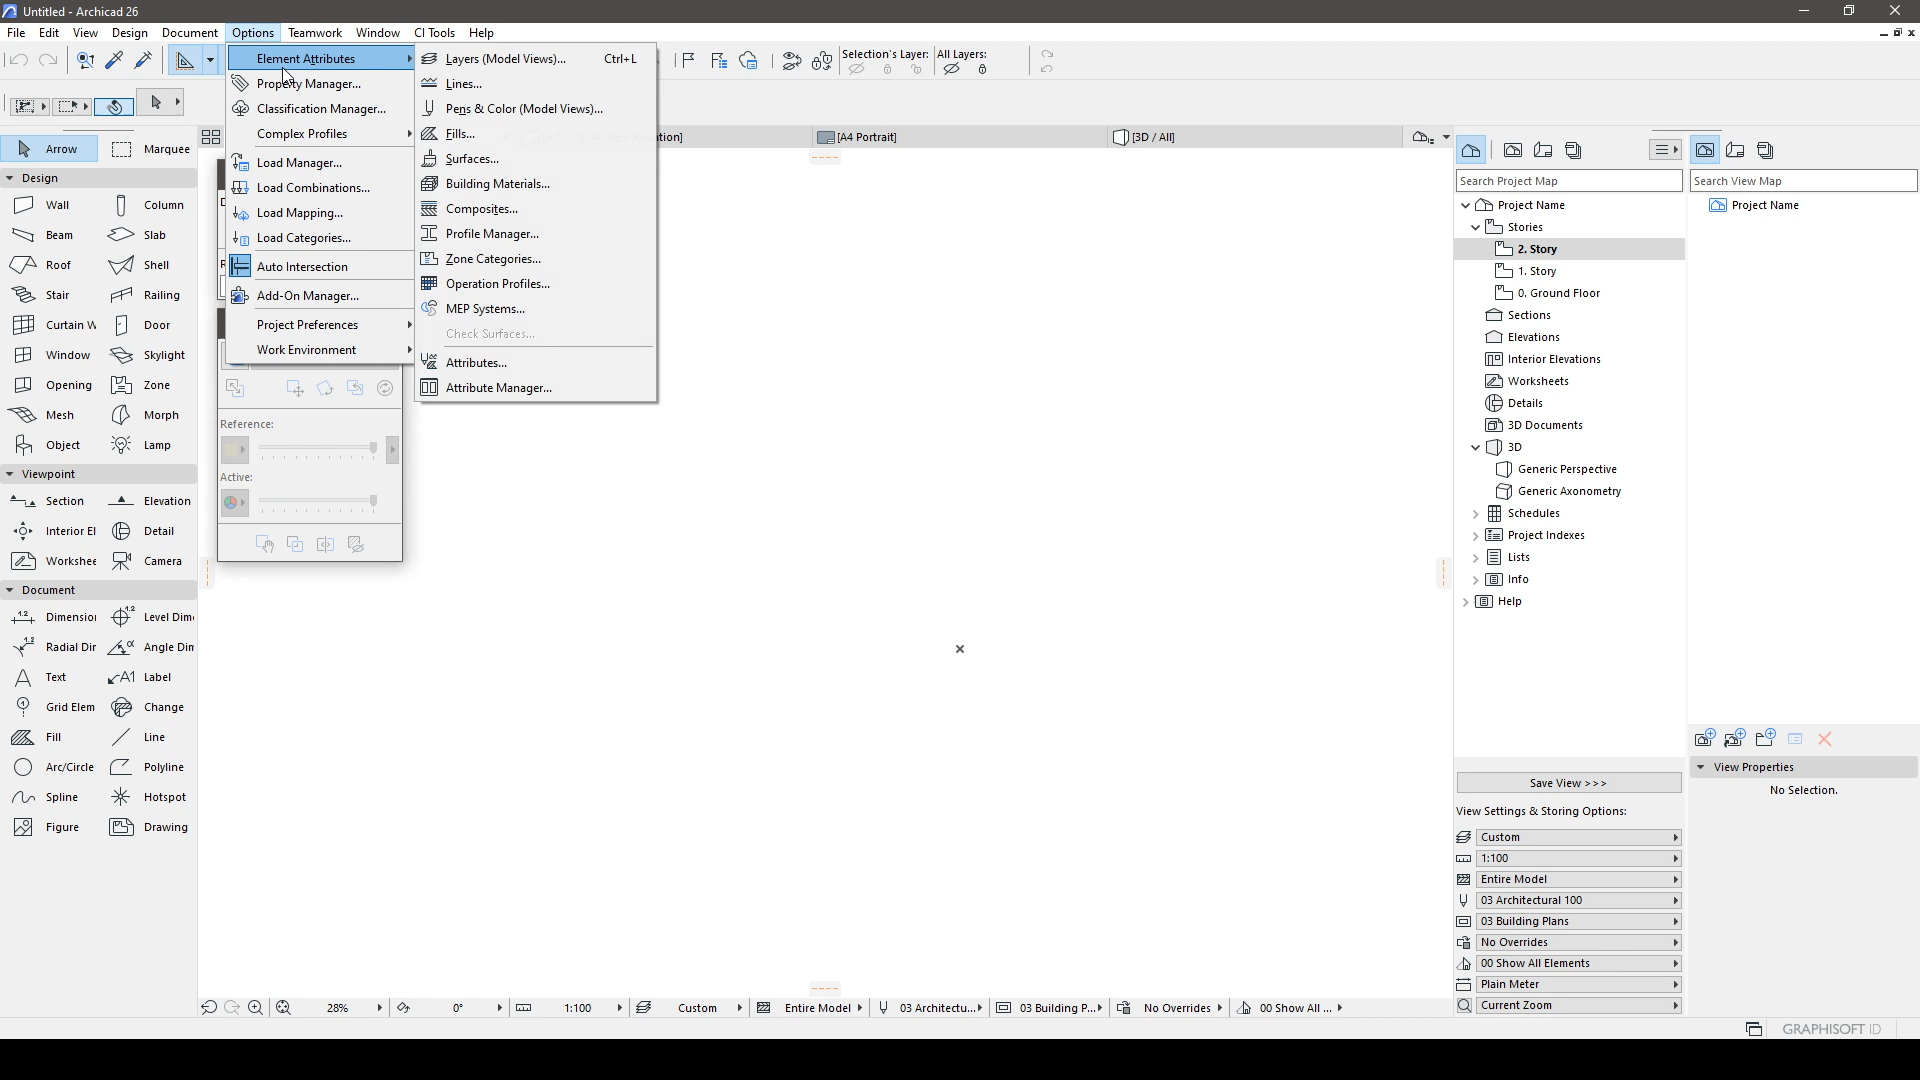 Untitled - Archicad 26
File Edit View Design Document Options Teamwork Window CI Tools Help
Element Attributes
Property Manager...
Classification Manager...
Complex Profiles
Load Manager...
Load Combinations...
Load Mapping...
Load Categories...
Auto Intersection
Add-On Manager...
Project Preferences
Work Environment
Layers (Model Views)... Ctrl+L
Lines...
Pens & Color (Model Views)...
Fills...
Surfaces...
Building Materials...
Composites...
Profile Manager...
Zone Categories...
Operation Profiles...
MEP Systems...
Check Surfaces...
Attributes...
Attribute Manager...
Selection's Layer: All Layers:
[A4 Portrait]
[3D / All]
Arrow Marquee
Design
Wall Column
Beam Slab
Roof Shell
Stair Railing
Curtain W Door
Window Skylight
Opening Zone
Mesh Morph
Object Lamp
Viewpoint
Section Elevation
Interior El Detail
Workshee Camera
Document
Dimension Level Dim
Radial Dir Angle Dim
Text Label
Grid Elem Change
Fill Line
Arc/Circle Polyline
Spline Hotspot
Figure Drawing
Reference:
Active:
Search Project Map
Project Name
Stories
2. Story
1. Story
0. Ground Floor
Sections
Elevations
Interior Elevations
Worksheets
Details
3D Documents
3D
Generic Perspective
Generic Axonometry
Schedules
Project Indexes
Lists
Info
Help
Save View >>>
View Settings & Storing Options:
Custom
1:100
Entire Model
03 Architectural 100
03 Building Plans
No Overrides
00 Show All Elements
Plain Meter
Current Zoom
Search View Map
Project Name
View Properties
No Selection.
28% 0° 1:100 Custom Entire Model 03 Architectu... 03 Building P... No Overrides 00 Show All ...
GRAPHISOFT ID